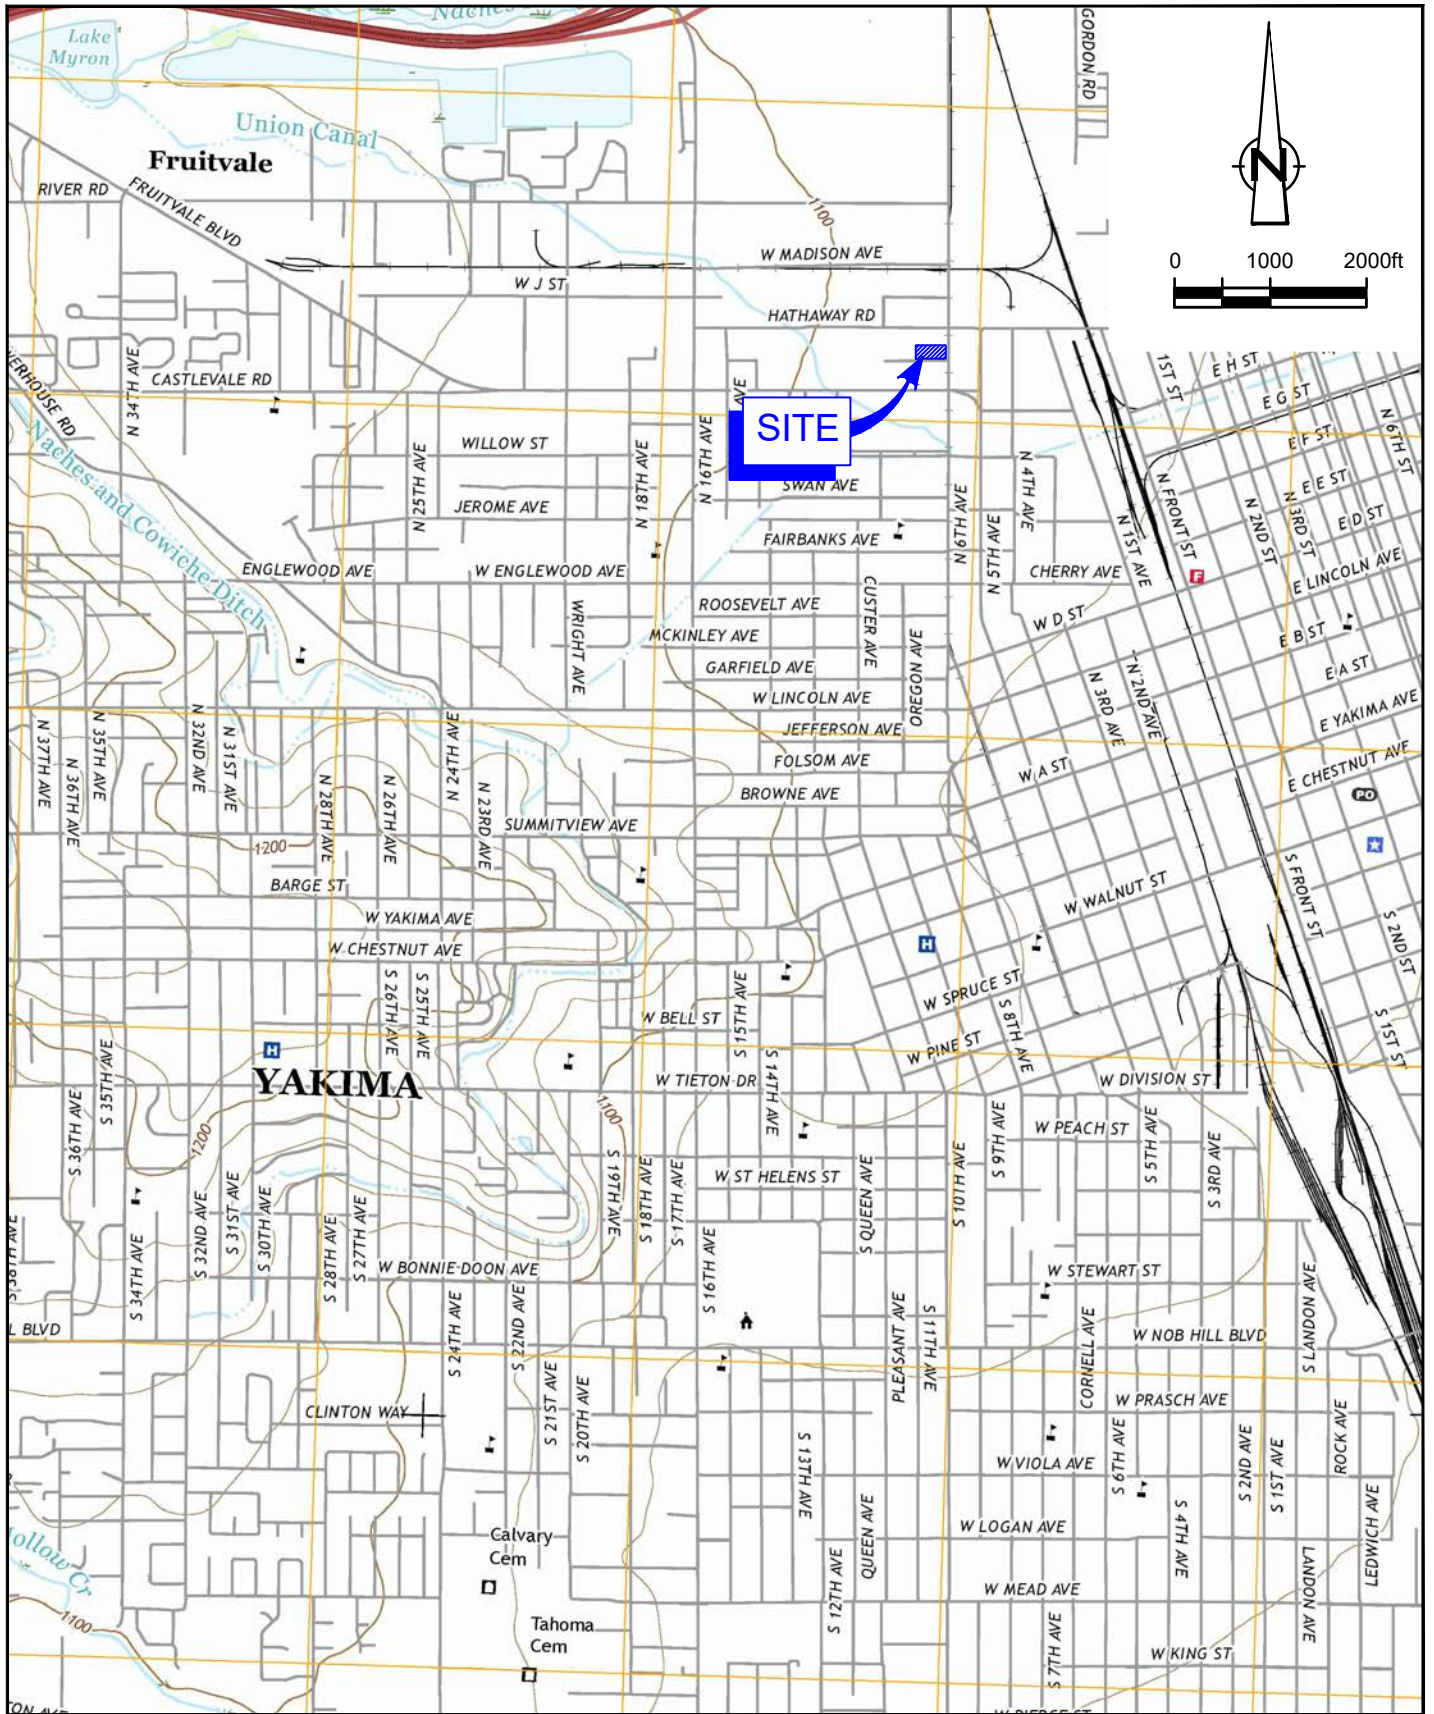 Naches
Lake
Myron
GORDON RD
Union Canal
Fruitvale
N
RIVER RD
FRUITVALE BLVD
1100
W MADISON AVE
0 1000 2000ft
W J ST
HATHAWAY RD
1ST ST
E H ST
CASTLEVALE RD
N 34TH AVE
AVE
E G ST
SITE
N 16TH AVE
N 6TH ST
E F ST
WILLOW ST
N 25TH AVE
N 18TH AVE
N 4TH AVE
SWAN AVE
E E ST
JEROME AVE
N 6TH AVE
N FRONT ST
N 2ND ST
N 3RD ST
E D ST
Naches and Cowiche Ditch
FAIRBANKS AVE
N 5TH AVE
N 1ST AVE
ENGLEWOOD AVE
W ENGLEWOOD AVE
CHERRY AVE
F
E LINCOLN AVE
WRIGHT AVE
ROOSEVELT AVE
CUSTER AVE
W D ST
MCKINLEY AVE
OREGON AVE
E B ST
GARFIELD AVE
E A ST
W LINCOLN AVE
N 3RD AVE
N 2ND AVE
JEFFERSON AVE
E YAKIMA AVE
N 37TH AVE
N 36TH AVE
N 35TH AVE
N 32ND AVE
N 31ST AVE
N 28TH AVE
N 26TH AVE
N 24TH AVE
N 23RD AVE
FOLSOM AVE
W A ST
E CHESTNUT AVE
BROWNE AVE
PO
SUMMITVIEW AVE
1200
BARGE ST
S FRONT ST
W WALNUT ST
W YAKIMA AVE
S 2ND ST
W CHESTNUT AVE
H
S 26TH AVE
S 25TH AVE
S 15TH AVE
W SPRUCE ST
S 8TH AVE
W BELL ST
S 1ST ST
W PINE ST
H
S 35TH AVE
S 14TH AVE
YAKIMA
W TIETON DR
W DIVISION ST
S 36TH AVE
1100
1200
W PEACH ST
S 9TH AVE
S 5TH AVE
S 3RD AVE
S 10TH AVE
W ST HELENS ST
S 19TH AVE
S 18TH AVE
S 17TH AVE
S QUEEN AVE
S 32ND AVE
S 31ST AVE
S 30TH AVE
S 28TH AVE
S 27TH AVE
S 38TH AVE
S 34TH AVE
W BONNIE-DOON AVE
S 16TH AVE
W STEWART ST
S 24TH AVE
S 22ND AVE
PLEASANT AVE
S 11TH AVE
CORNELL AVE
S LANDON AVE
L BLVD
W NOB HILL BLVD
S 21ST AVE
S 20TH AVE
W PRASCH AVE
CLINTON WAY
S 13TH AVE
S 6TH AVE
S 2ND AVE
S 1ST AVE
ROCK AVE
W VIOLA AVE
LEDWICH AVE
QUEEN AVE
S 4TH AVE
W LOGAN AVE
Calvary
Cem
Hollow Cr
S 12TH AVE
LANDON AVE
W MEAD AVE
1100
Tahoma
Cem
S 7TH AVE
W KING ST
W PIERCE ST